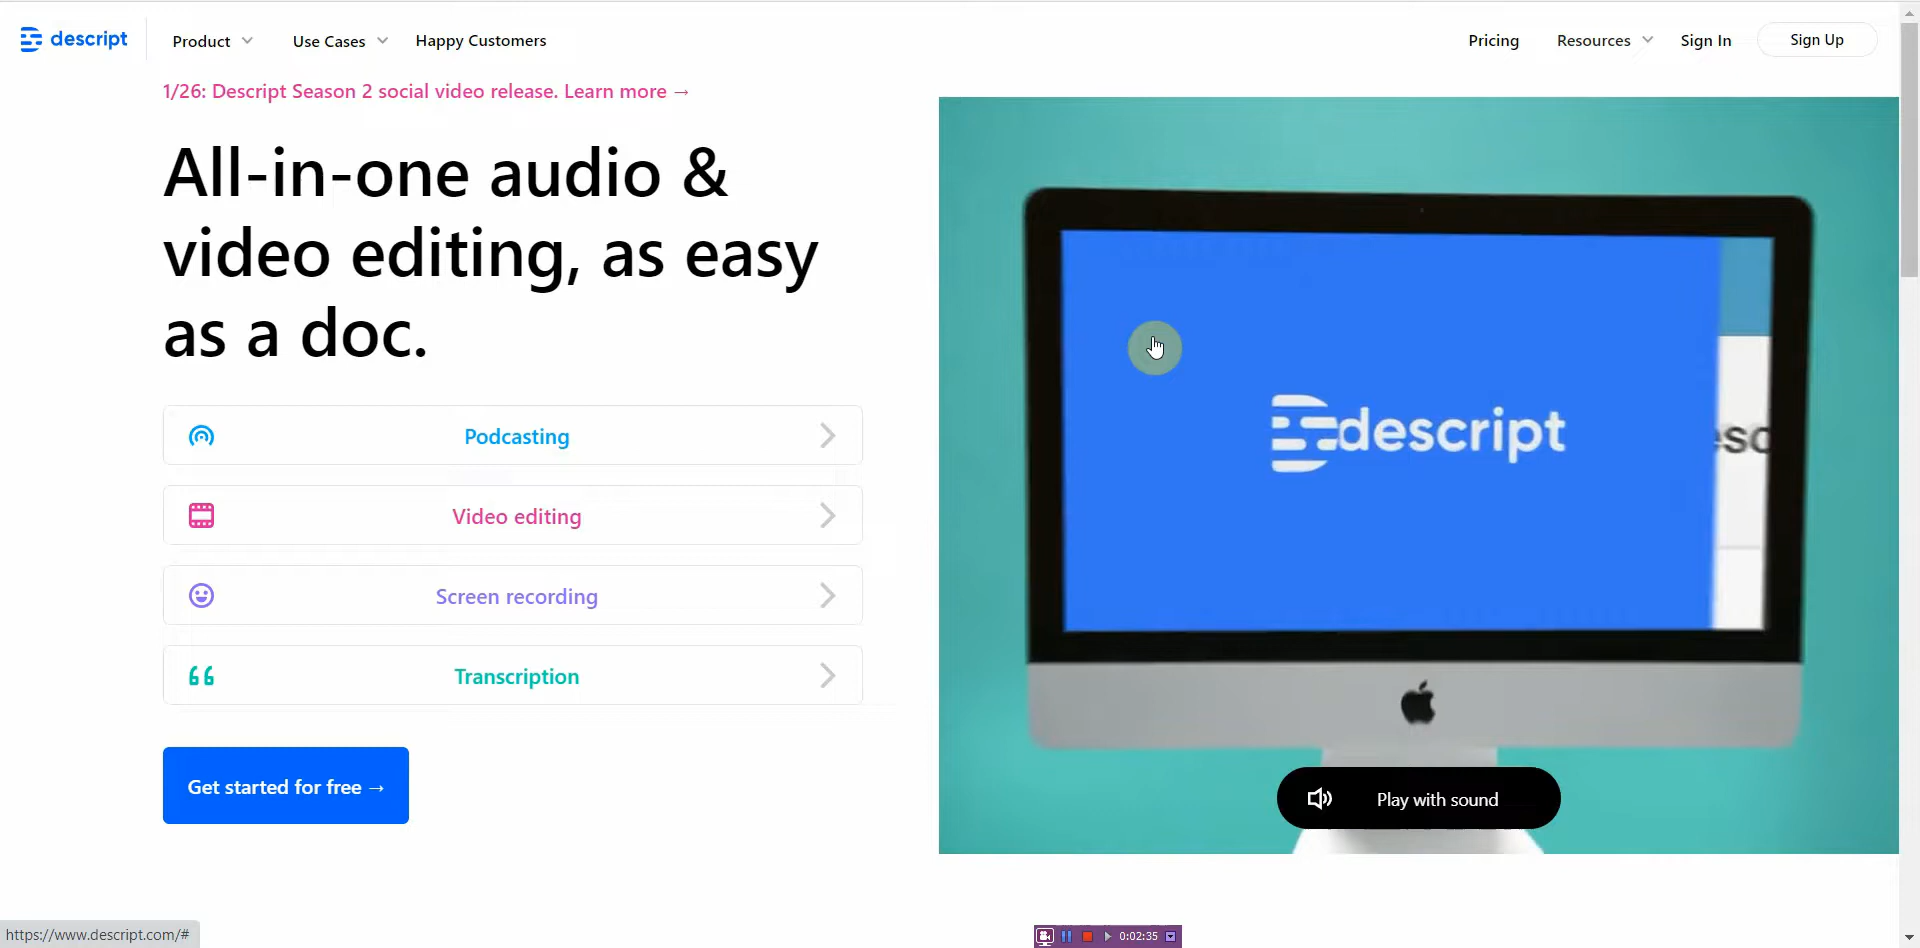 descript
Product
Use Cases
Happy Customers
Pricing
Resources
Sign In
Sign Up
1/26: Descript Season 2 social video release. Learn more →
All-in-one audio &
video editing, as easy
as a doc.
Podcasting
Video editing
Screen recording
Transcription
Get started for free →
descript
esc
Play with sound
https://www.descript.com/#
0:02:35